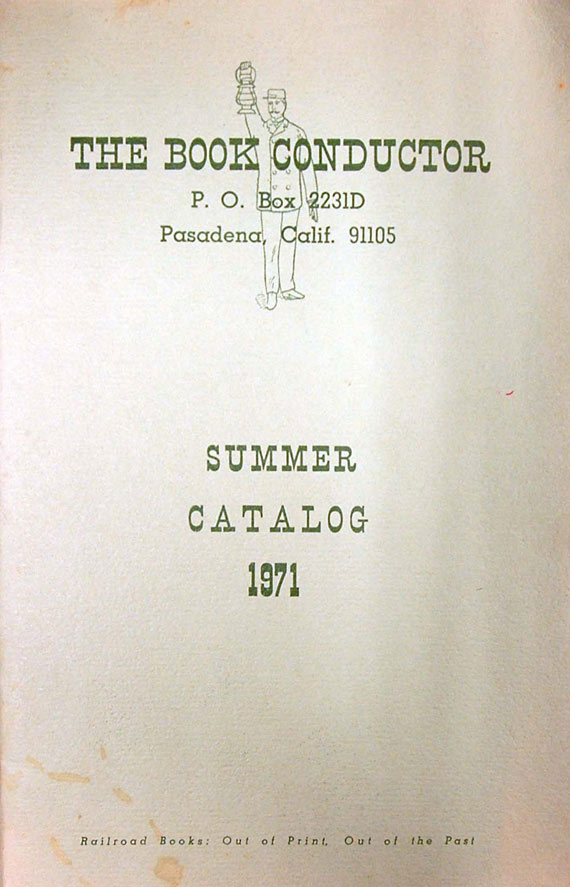 THE BOOK CONDUCTOR
P. O. Box 2231D
Pasadena, Calif. 91105
SUMMER
CATALOG
1971
Railroad Books: Out of Print, Out of the Past